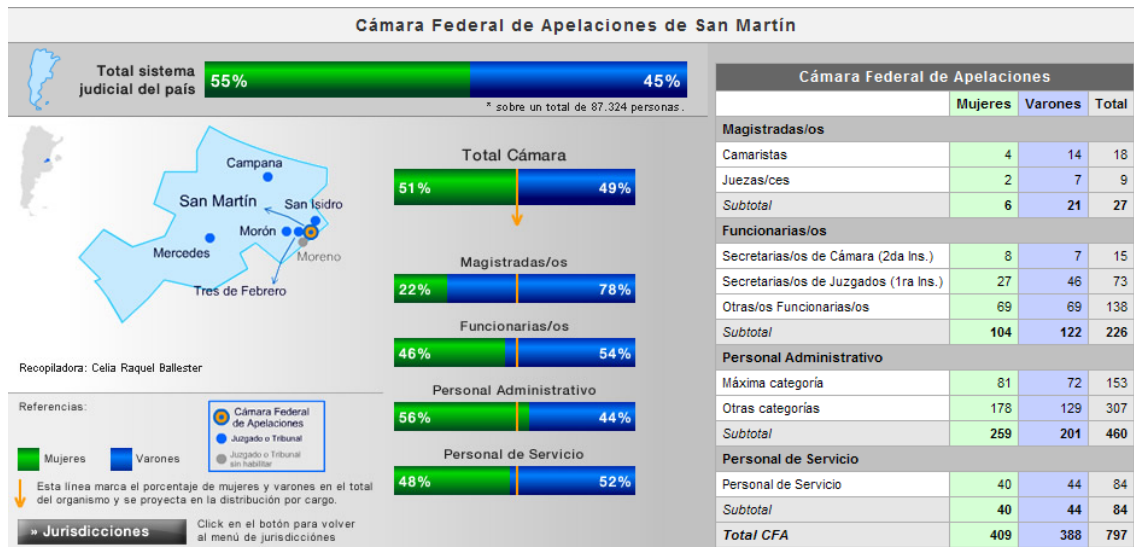 Cámara Federal de Apelaciones de San Martín
Total sistema
judicial del país
55%
45%
* sobre un total de 87.324 personas.
Campana
San Martín
San Isidro
Morón
Mercedes
Moreno
Tres de Febrero
Recopiladora: Celia Raquel Ballester
Referencias:
Mujeres
Varones
Cámara Federal
de Apelaciones
Juzgado o Tribunal
Juzgado o Tribunal
sin habilitar
Esta línea marca el porcentaje de mujeres y varones en el total
del organismo y se proyecta en la distribución por cargo.
» Jurisdicciones
Click en el botón para volver
al menú de jurisdicciónes
Total Cámara
51% 49%
Magistradas/os
22% 78%
Funcionarias/os
46% 54%
Personal Administrativo
56% 44%
Personal de Servicio
48% 52%
Cámara Federal de Apelaciones
Mujeres Varones Total
Magistradas/os
Camaristas 4 14 18
Juezas/ces 2 7 9
Subtotal 6 21 27
Funcionarias/os
Secretarias/os de Cámara (2da Ins.) 8 7 15
Secretarias/os de Juzgados (1ra Ins.) 27 46 73
Otras/os Funcionarias/os 69 69 138
Subtotal 104 122 226
Personal Administrativo
Máxima categoría 81 72 153
Otras categorías 178 129 307
Subtotal 259 201 460
Personal de Servicio
Personal de Servicio 40 44 84
Subtotal 40 44 84
Total CFA 409 388 797